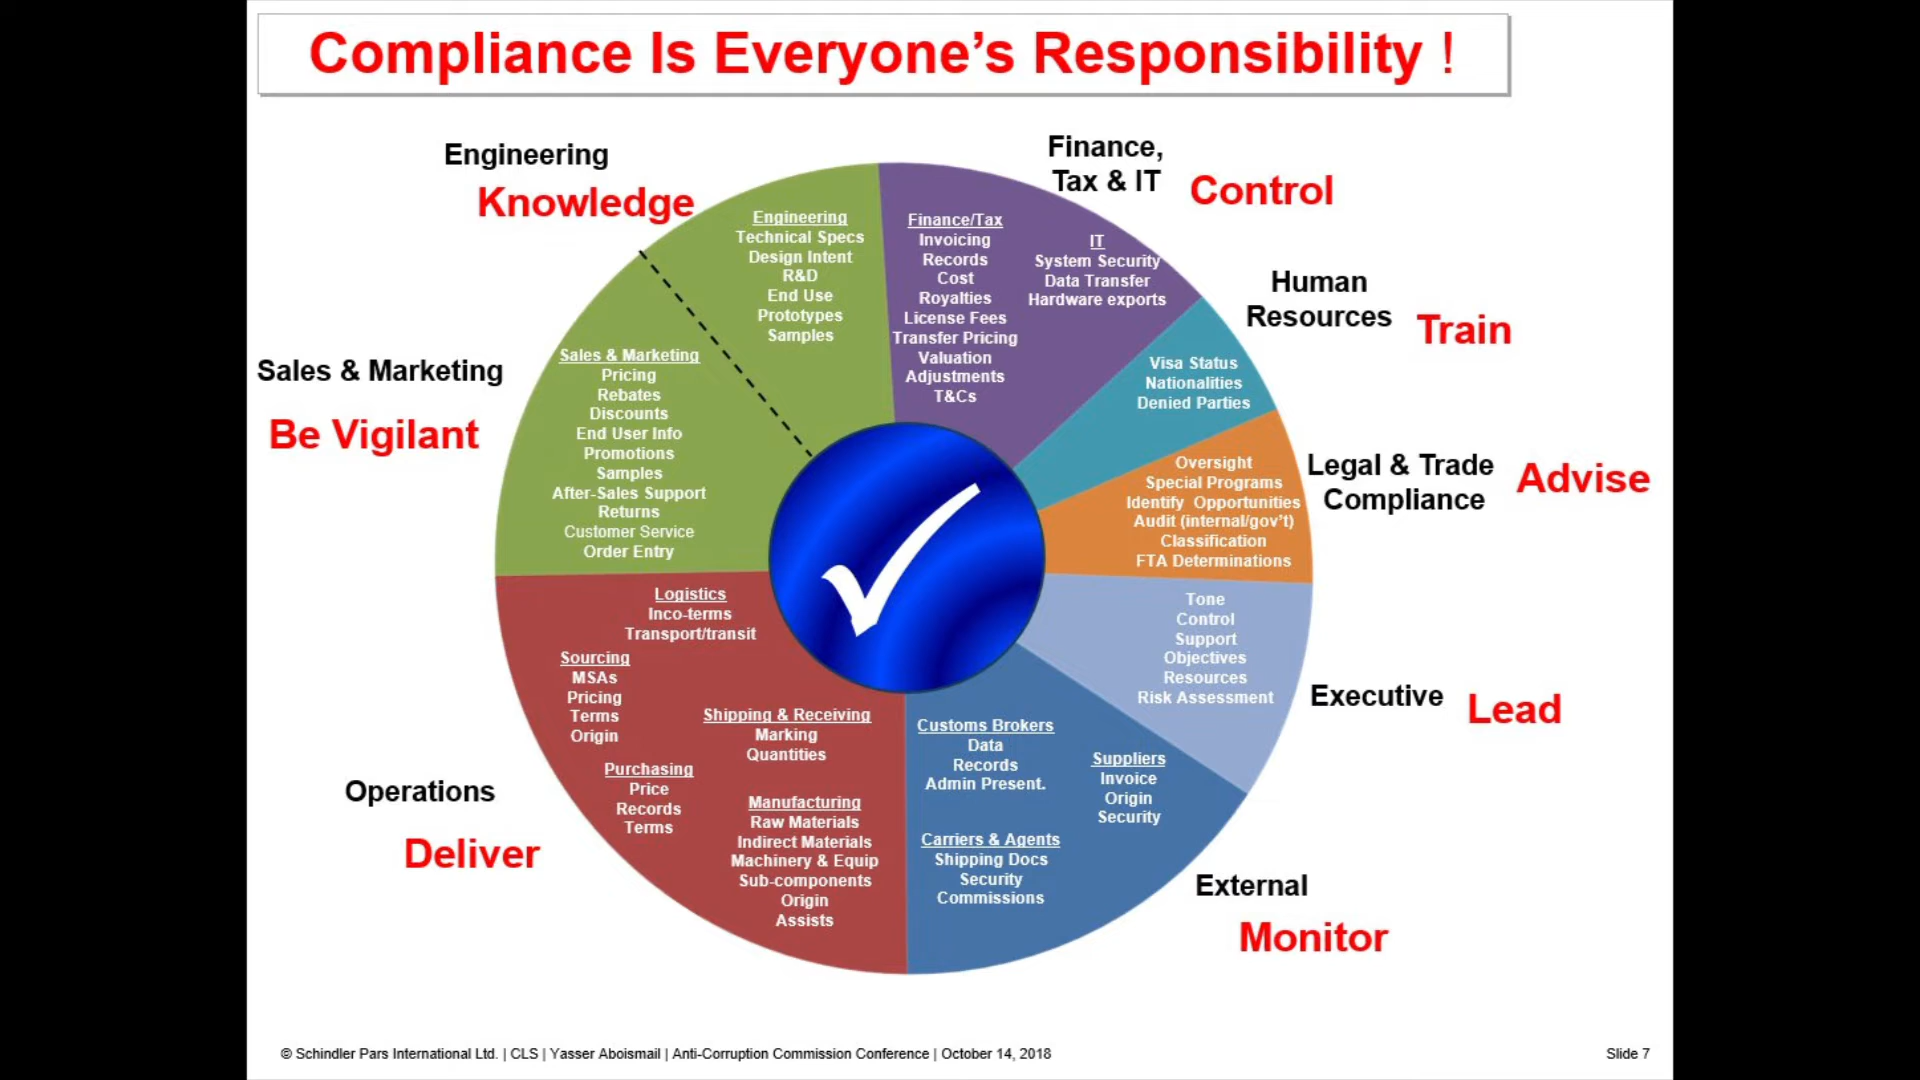 Compliance Is Everyone’s Responsibility !
Engineering
Knowledge
Finance,
Tax & IT
Control
Human
Resources
Train
Legal & Trade
Compliance
Advise
Executive
Lead
External
Monitor
Operations
Deliver
Sales & Marketing
Be Vigilant
Engineering
Technical Specs
Design Intent
R&D
End Use
Prototypes
Samples
Finance/Tax
Invoicing
Records
Cost
Royalties
License Fees
Transfer Pricing
Valuation
Adjustments
T&Cs
IT
System Security
Data Transfer
Hardware exports
Visa Status
Nationalities
Denied Parties
Oversight
Special Programs
Identify Opportunities
Audit (internal/gov’t)
Classification
FTA Determinations
Tone
Control
Support
Objectives
Resources
Risk Assessment
Customs Brokers
Data
Records
Admin Present.
Suppliers
Invoice
Origin
Security
Carriers & Agents
Shipping Docs
Security
Commissions
Logistics
Inco-terms
Transport/transit
Sourcing
MSAs
Pricing
Terms
Origin
Shipping & Receiving
Marking
Quantities
Purchasing
Price
Records
Terms
Manufacturing
Raw Materials
Indirect Materials
Machinery & Equip
Sub-components
Origin
Assists
Sales & Marketing
Pricing
Rebates
Discounts
End User Info
Promotions
Samples
After-Sales Support
Returns
Customer Service
Order Entry
© Schindler Pars International Ltd. | CLS | Yasser Aboismail | Anti-Corruption Commission Conference | October 14, 2018
Slide 7